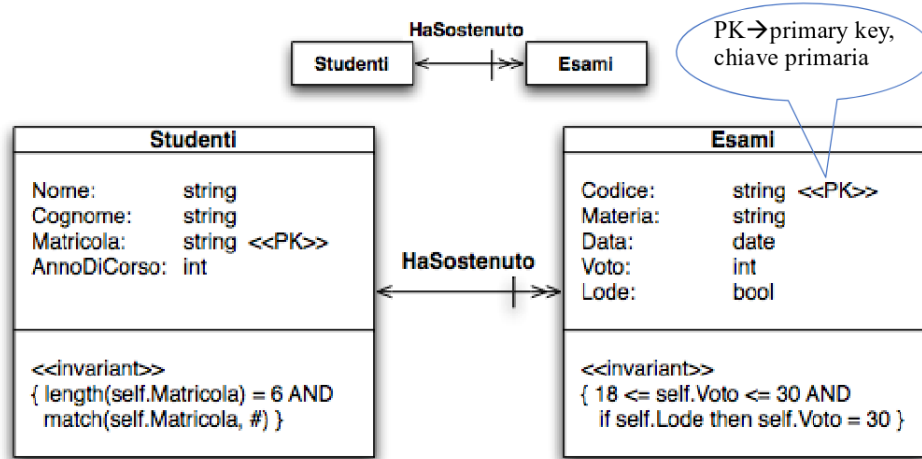 HaSostenuto
Studenti
Esami
PK→primary key,
chiave primaria
Studenti
Nome: string
Cognome: string
Matricola: string <<PK>>
AnnoDiCorso: int
<<invariant>>
{ length(self.Matricola) = 6 AND
match(self.Matricola, #) }
HaSostenuto
Esami
Codice: string <<PK>>
Materia: string
Data: date
Voto: int
Lode: bool
<<invariant>>
{ 18 <= self.Voto <= 30 AND
if self.Lode then self.Voto = 30 }